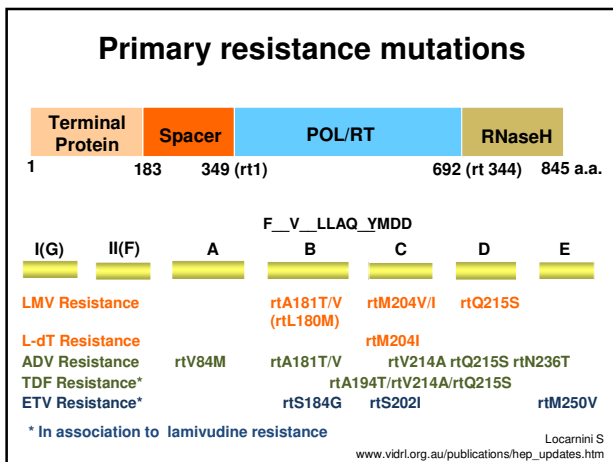 Primary resistance mutations
Terminal Protein Spacer POL/RT RNaseH
1 183 349 (rt1) 692 (rt 344) 845 a.a.
F__V__LLAQ_YMDD
I(G) II(F) A B C D E
LMV Resistance rtA181T/V rtM204V/I rtQ215S
(rtL180M)
L-dT Resistance rtM204I
ADV Resistance rtV84M rtA181T/V rtV214A rtQ215S rtN236T
TDF Resistance* rtA194T/rtV214A/rtQ215S
ETV Resistance* rtS184G rtS202I rtM250V
* In association to lamivudine resistance
Locarnini S
www.vidrl.org.au/publications/hep_updates.htm